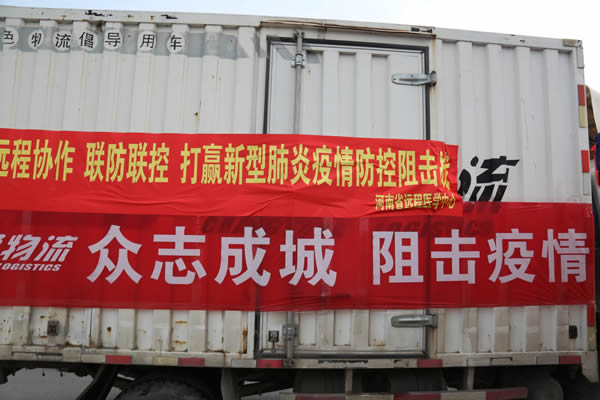 色物流倡导用车
远程协作 联防联控 打赢新型肺炎疫情防控阻击战
河南省远程医学中心
流
物流 众志成城 阻击疫情
LOGISTICS